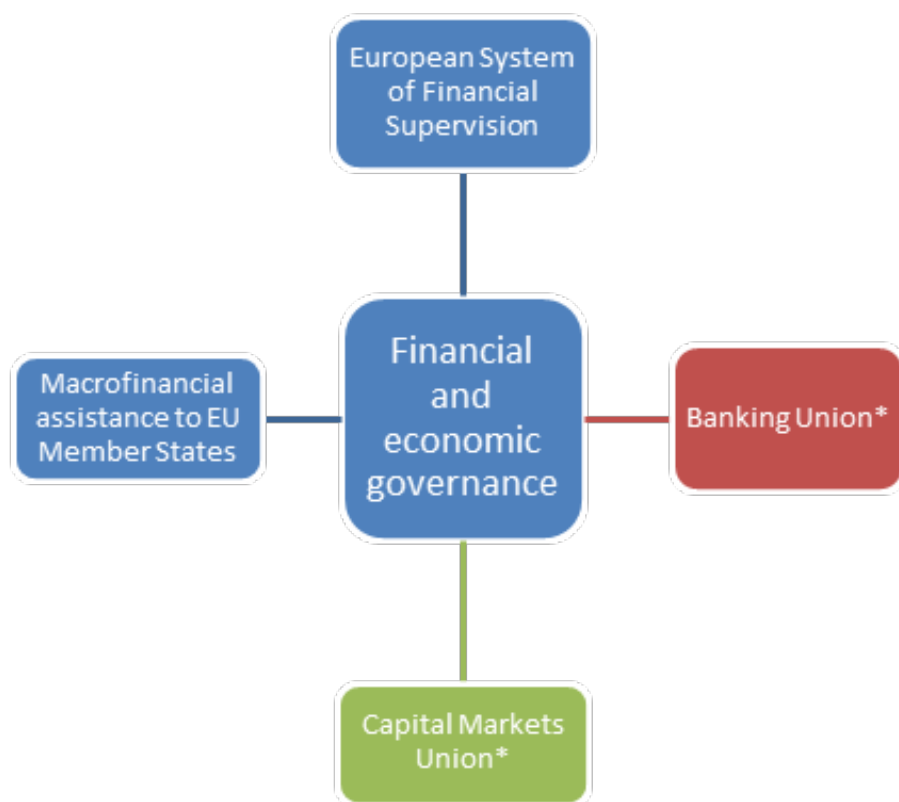 European System
of Financial
Supervision
Macrofinancial
assistance to EU
Member States
Financial
and
economic
governance
Banking Union*
Capital Markets
Union*